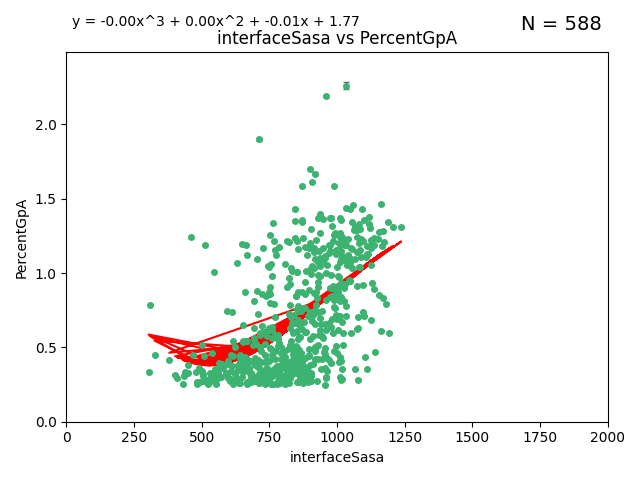 y = -0.00x^3 + 0.00x^2 + -0.01x + 1.77
N = 588
interfaceSasa vs PercentGpA
PercentGpA
2.0
1.5
1.0
0.5
0.0
0 250 500 750 1000 1250 1500 1750 2000
interfaceSasa